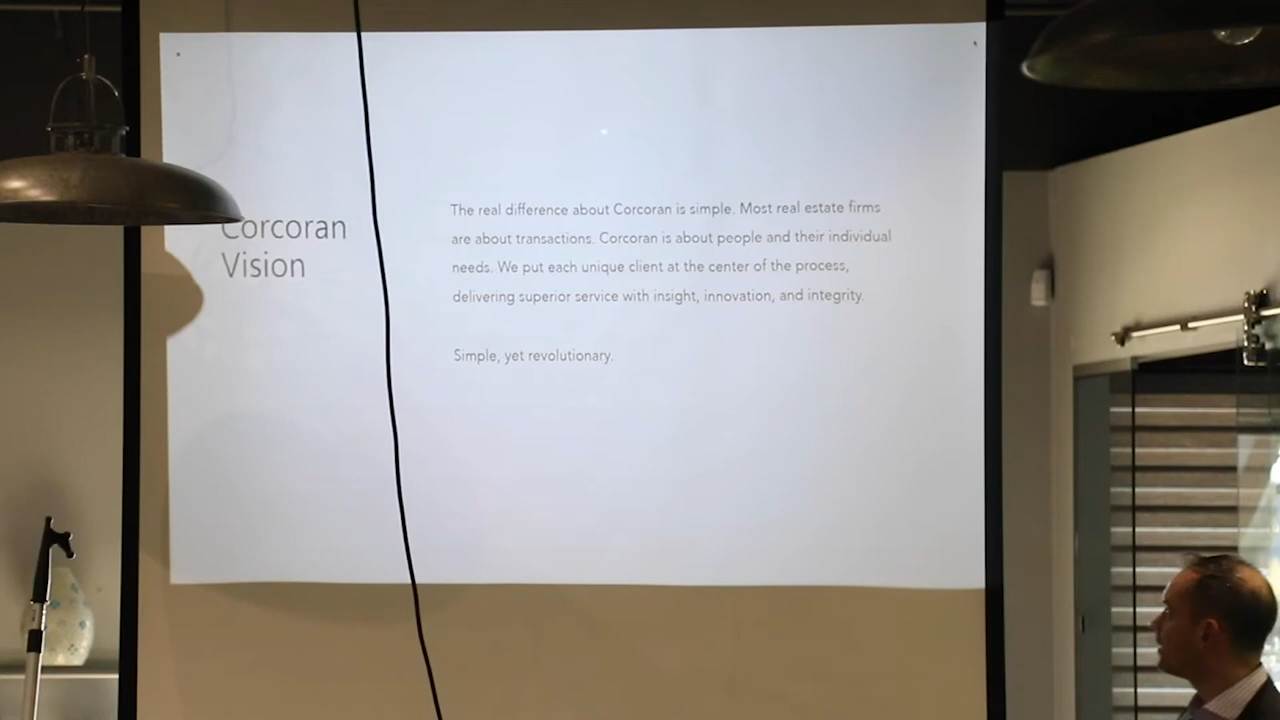 Corcoran
Vision
The real difference about Corcoran is simple. Most real estate firms
are about transactions. Corcoran is about people and their individual
needs. We put each unique client at the center of the process,
delivering superior service with insight, innovation, and integrity.
Simple, yet revolutionary.